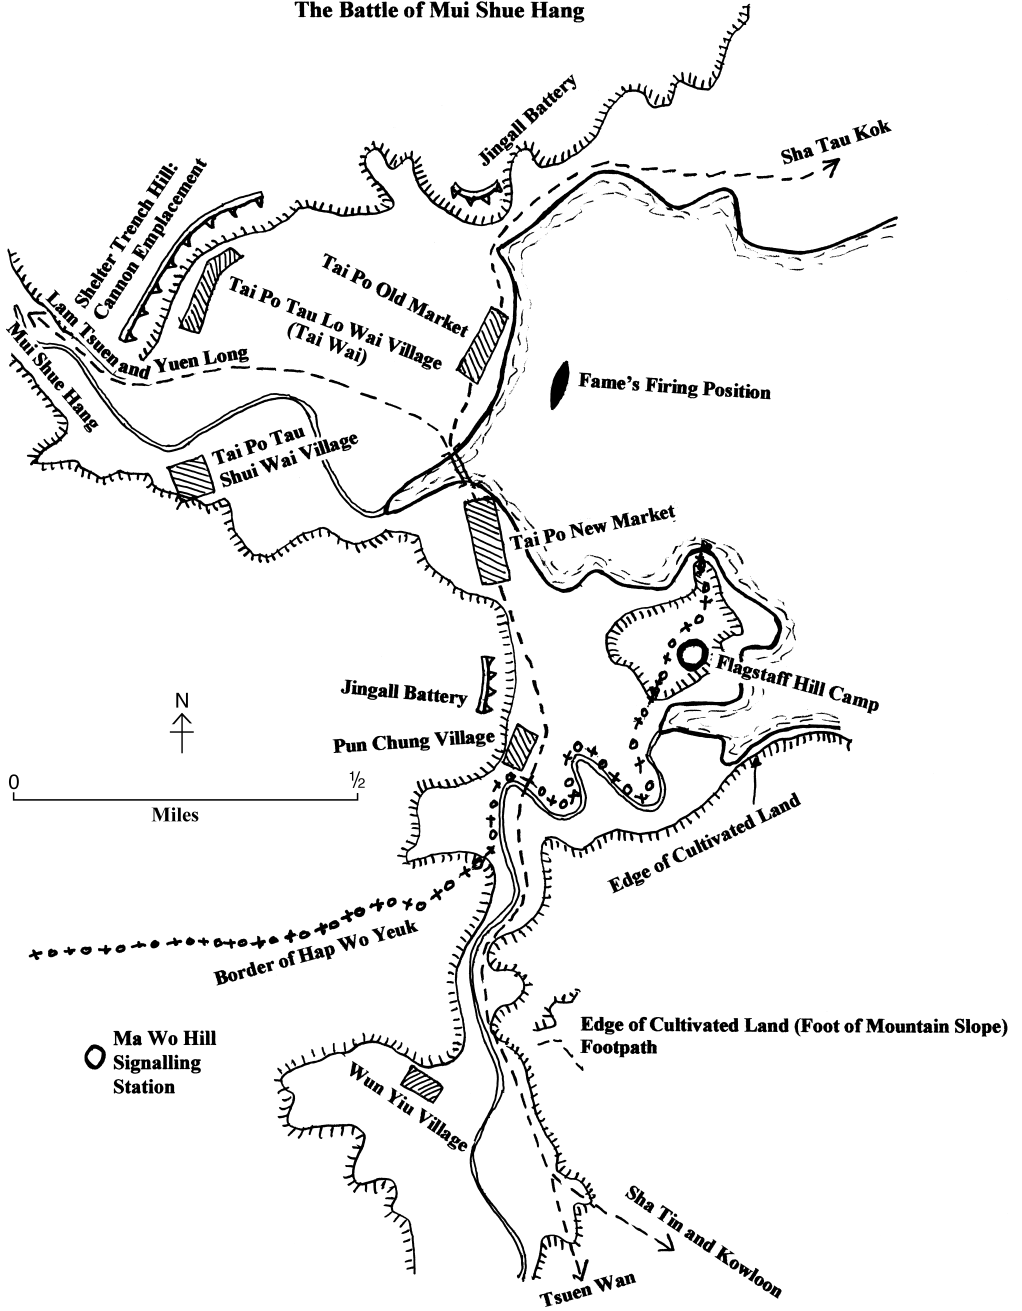 The Battle of Mui Shue Hang
Jingall Battery
Sha Tau Kok
Shelter Trench Hill:
Cannon Emplacement
Tai Po Old Market
Tai Po Tau Lo Wai Village
(Tai Wai)
Lam Tsuen and Yuen Long
Mui Shue Hang
Fame's Firing Position
Tai Po Tau
Shui Wai Village
Tai Po New Market
Flagstaff Hill Camp
Jingall Battery
Pun Chung Village
N
0
½
Miles
Edge of Cultivated Land
Border of Hap Wo Yeuk
Edge of Cultivated Land (Foot of Mountain Slope)
Footpath
Ma Wo Hill
Signalling
Station
Wun Yiu Village
Sha Tin and Kowloon
Tsuen Wan